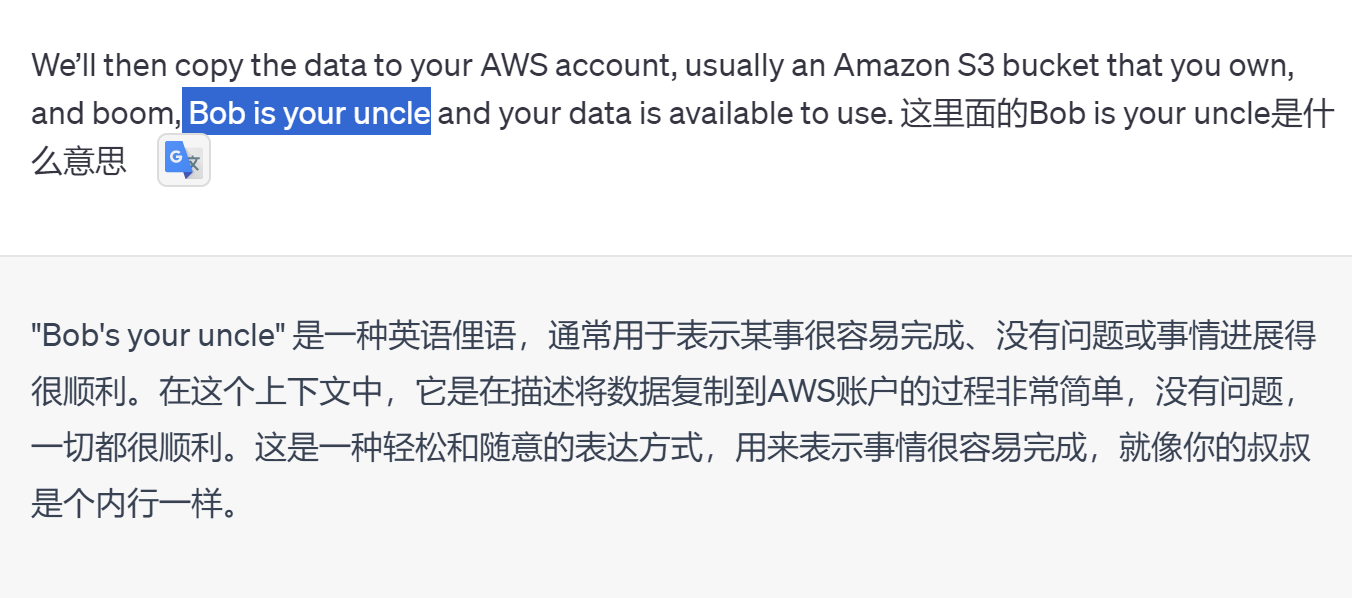 We’ll then copy the data to your AWS account, usually an Amazon S3 bucket that you own,
and boom, Bob is your uncle and your data is available to use. 这里面的Bob is your uncle是什
么意思
G 文
"Bob's your uncle" 是一种英语俚语，通常用于表示某事很容易完成、没有问题或事情进展得
很顺利。在这个上下文中，它是在描述将数据复制到AWS账户的过程非常简单，没有问题，
一切都很顺利。这是一种轻松和随意的表达方式，用来表示事情很容易完成，就像你的叔叔
是个内行一样。